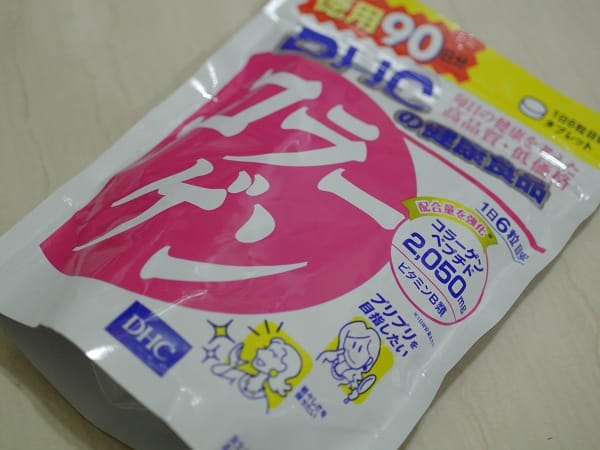 徳用90日分
DHC
の健康食品
毎日の健康を支える
高品質・低価格
1日6粒目安
タブレット
コラー
ゲン
1日6粒目安
配合量を強化
コラーゲン
ペプチド
2,050mg
ビタミンB類
プリプリを
目指したい
DHC